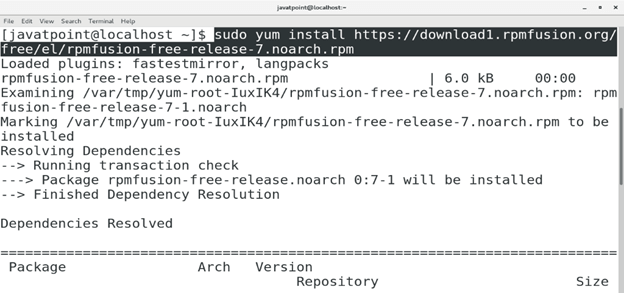 javatpoint@localhost:~
File Edit View Search Terminal Help
[javatpoint@localhost ~]$ sudo yum install https://download1.rpmfusion.org/
free/el/rpmfusion-free-release-7.noarch.rpm
Loaded plugins: fastestmirror, langpacks
rpmfusion-free-release-7.noarch.rpm | 6.0 kB 00:00
Examining /var/tmp/yum-root-IuxIK4/rpmfusion-free-release-7.noarch.rpm: rpm
fusion-free-release-7-1.noarch
Marking /var/tmp/yum-root-IuxIK4/rpmfusion-free-release-7.noarch.rpm to be
installed
Resolving Dependencies
--> Running transaction check
---> Package rpmfusion-free-release.noarch 0:7-1 will be installed
--> Finished Dependency Resolution
Dependencies Resolved
===========================================================================
Package Arch Version
Repository Size